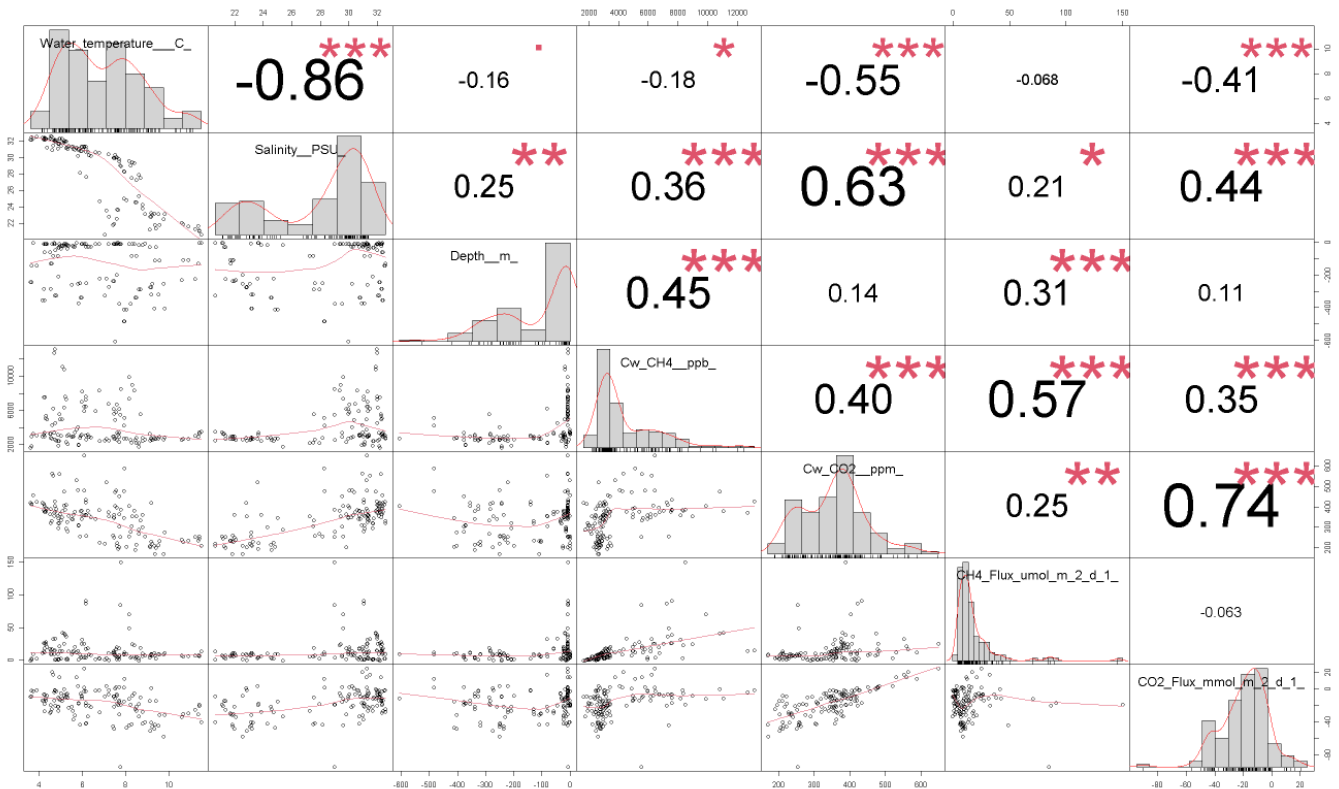 22 24 26 28 30 32 2000 4000 6000 8000 10000 12000 0 50 100 150
Water_temperature___C_ *** . * *** ***
-0.86 -0.16 -0.18 -0.55 -0.068 -0.41
4 6 8 10
Salinity__PSU_ ** *** *** * ***
0.25 0.36 0.63 0.21 0.44
22 24 26 28 30 32
Depth__m_ *** ***
0.45 0.14 0.31 0.11
-600 -400 -200 0
Cw_CH4__ppb_ *** *** ***
0.40 0.57 0.35
2000 6000 10000
Cw_CO2__ppm_ ** ***
0.25 0.74
200 300 400 500 600
CH4_Flux_umol_m_2_d_1_
-0.063
0 50 100 150
CO2_Flux_mmol_m_2_d_1_
-80 -40 0 20
4 6 8 10 -600 -500 -400 -300 -200 -100 0 200 300 400 500 600 -80 -60 -40 -20 0 20